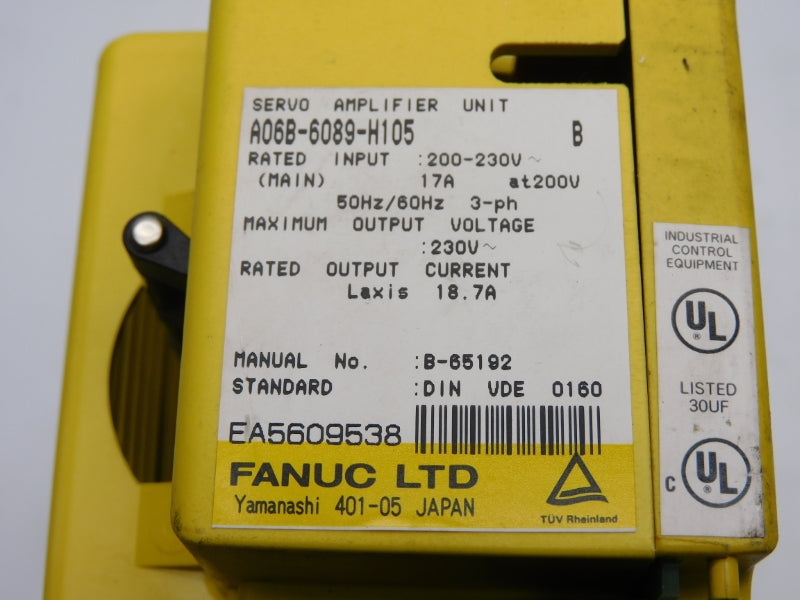 SERVO AMPLIFIER UNIT
A06B-6089-H105 B
RATED INPUT :200-230V~
(MAIN) 17A at200V
50Hz/60Hz 3-ph
MAXIMUM OUTPUT VOLTAGE
:230V~
RATED OUTPUT CURRENT
Laxis 18.7A
MANUAL No. :B-65192
STANDARD :DIN VDE 0160
EA5609538
FANUC LTD
Yamanashi 401-05 JAPAN
TÜV Rheinland
INDUSTRIAL
CONTROL
EQUIPMENT
UL
®
LISTED
30UF
C UL
®